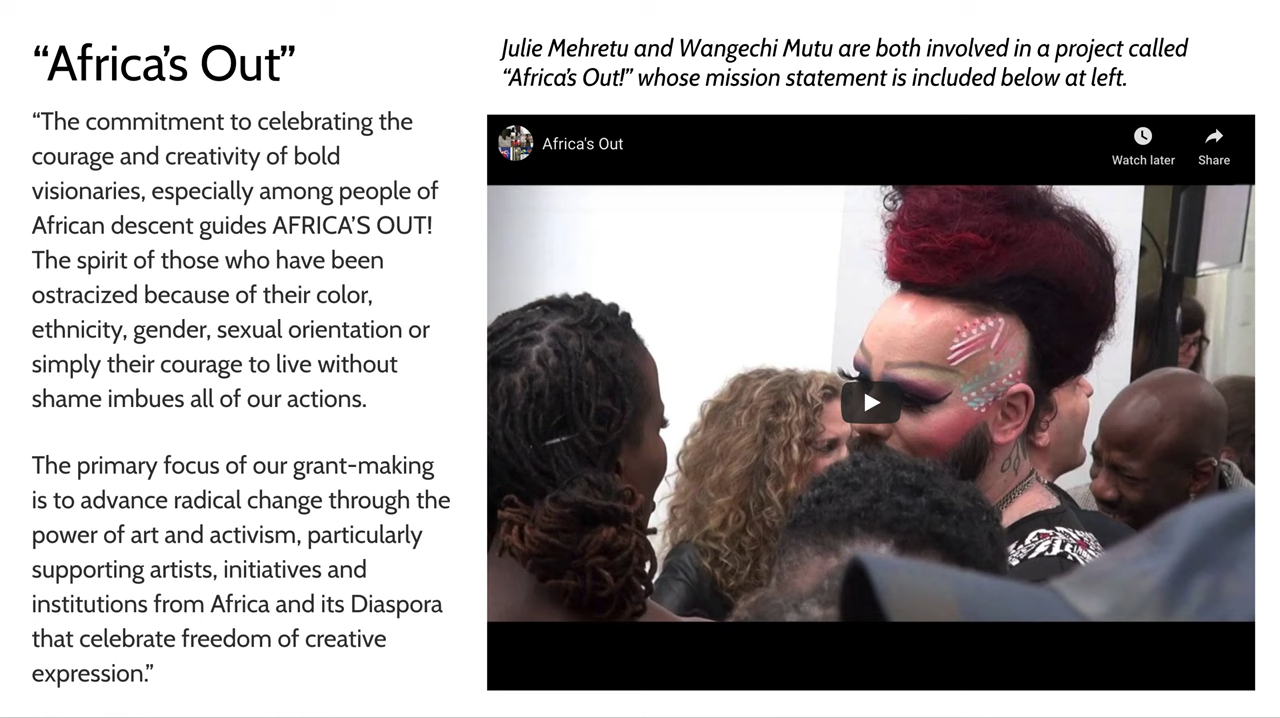 “Africa’s Out”
“The commitment to celebrating the
courage and creativity of bold
visionaries, especially among people of
African descent guides AFRICA’S OUT!
The spirit of those who have been
ostracized because of their color,
ethnicity, gender, sexual orientation or
simply their courage to live without
shame imbues all of our actions.
The primary focus of our grant-making
is to advance radical change through the
power of art and activism, particularly
supporting artists, initiatives and
institutions from Africa and its Diaspora
that celebrate freedom of creative
expression.”
Julie Mehretu and Wangechi Mutu are both involved in a project called
“Africa’s Out!” whose mission statement is included below at left.
Africa's Out
Watch later
Share